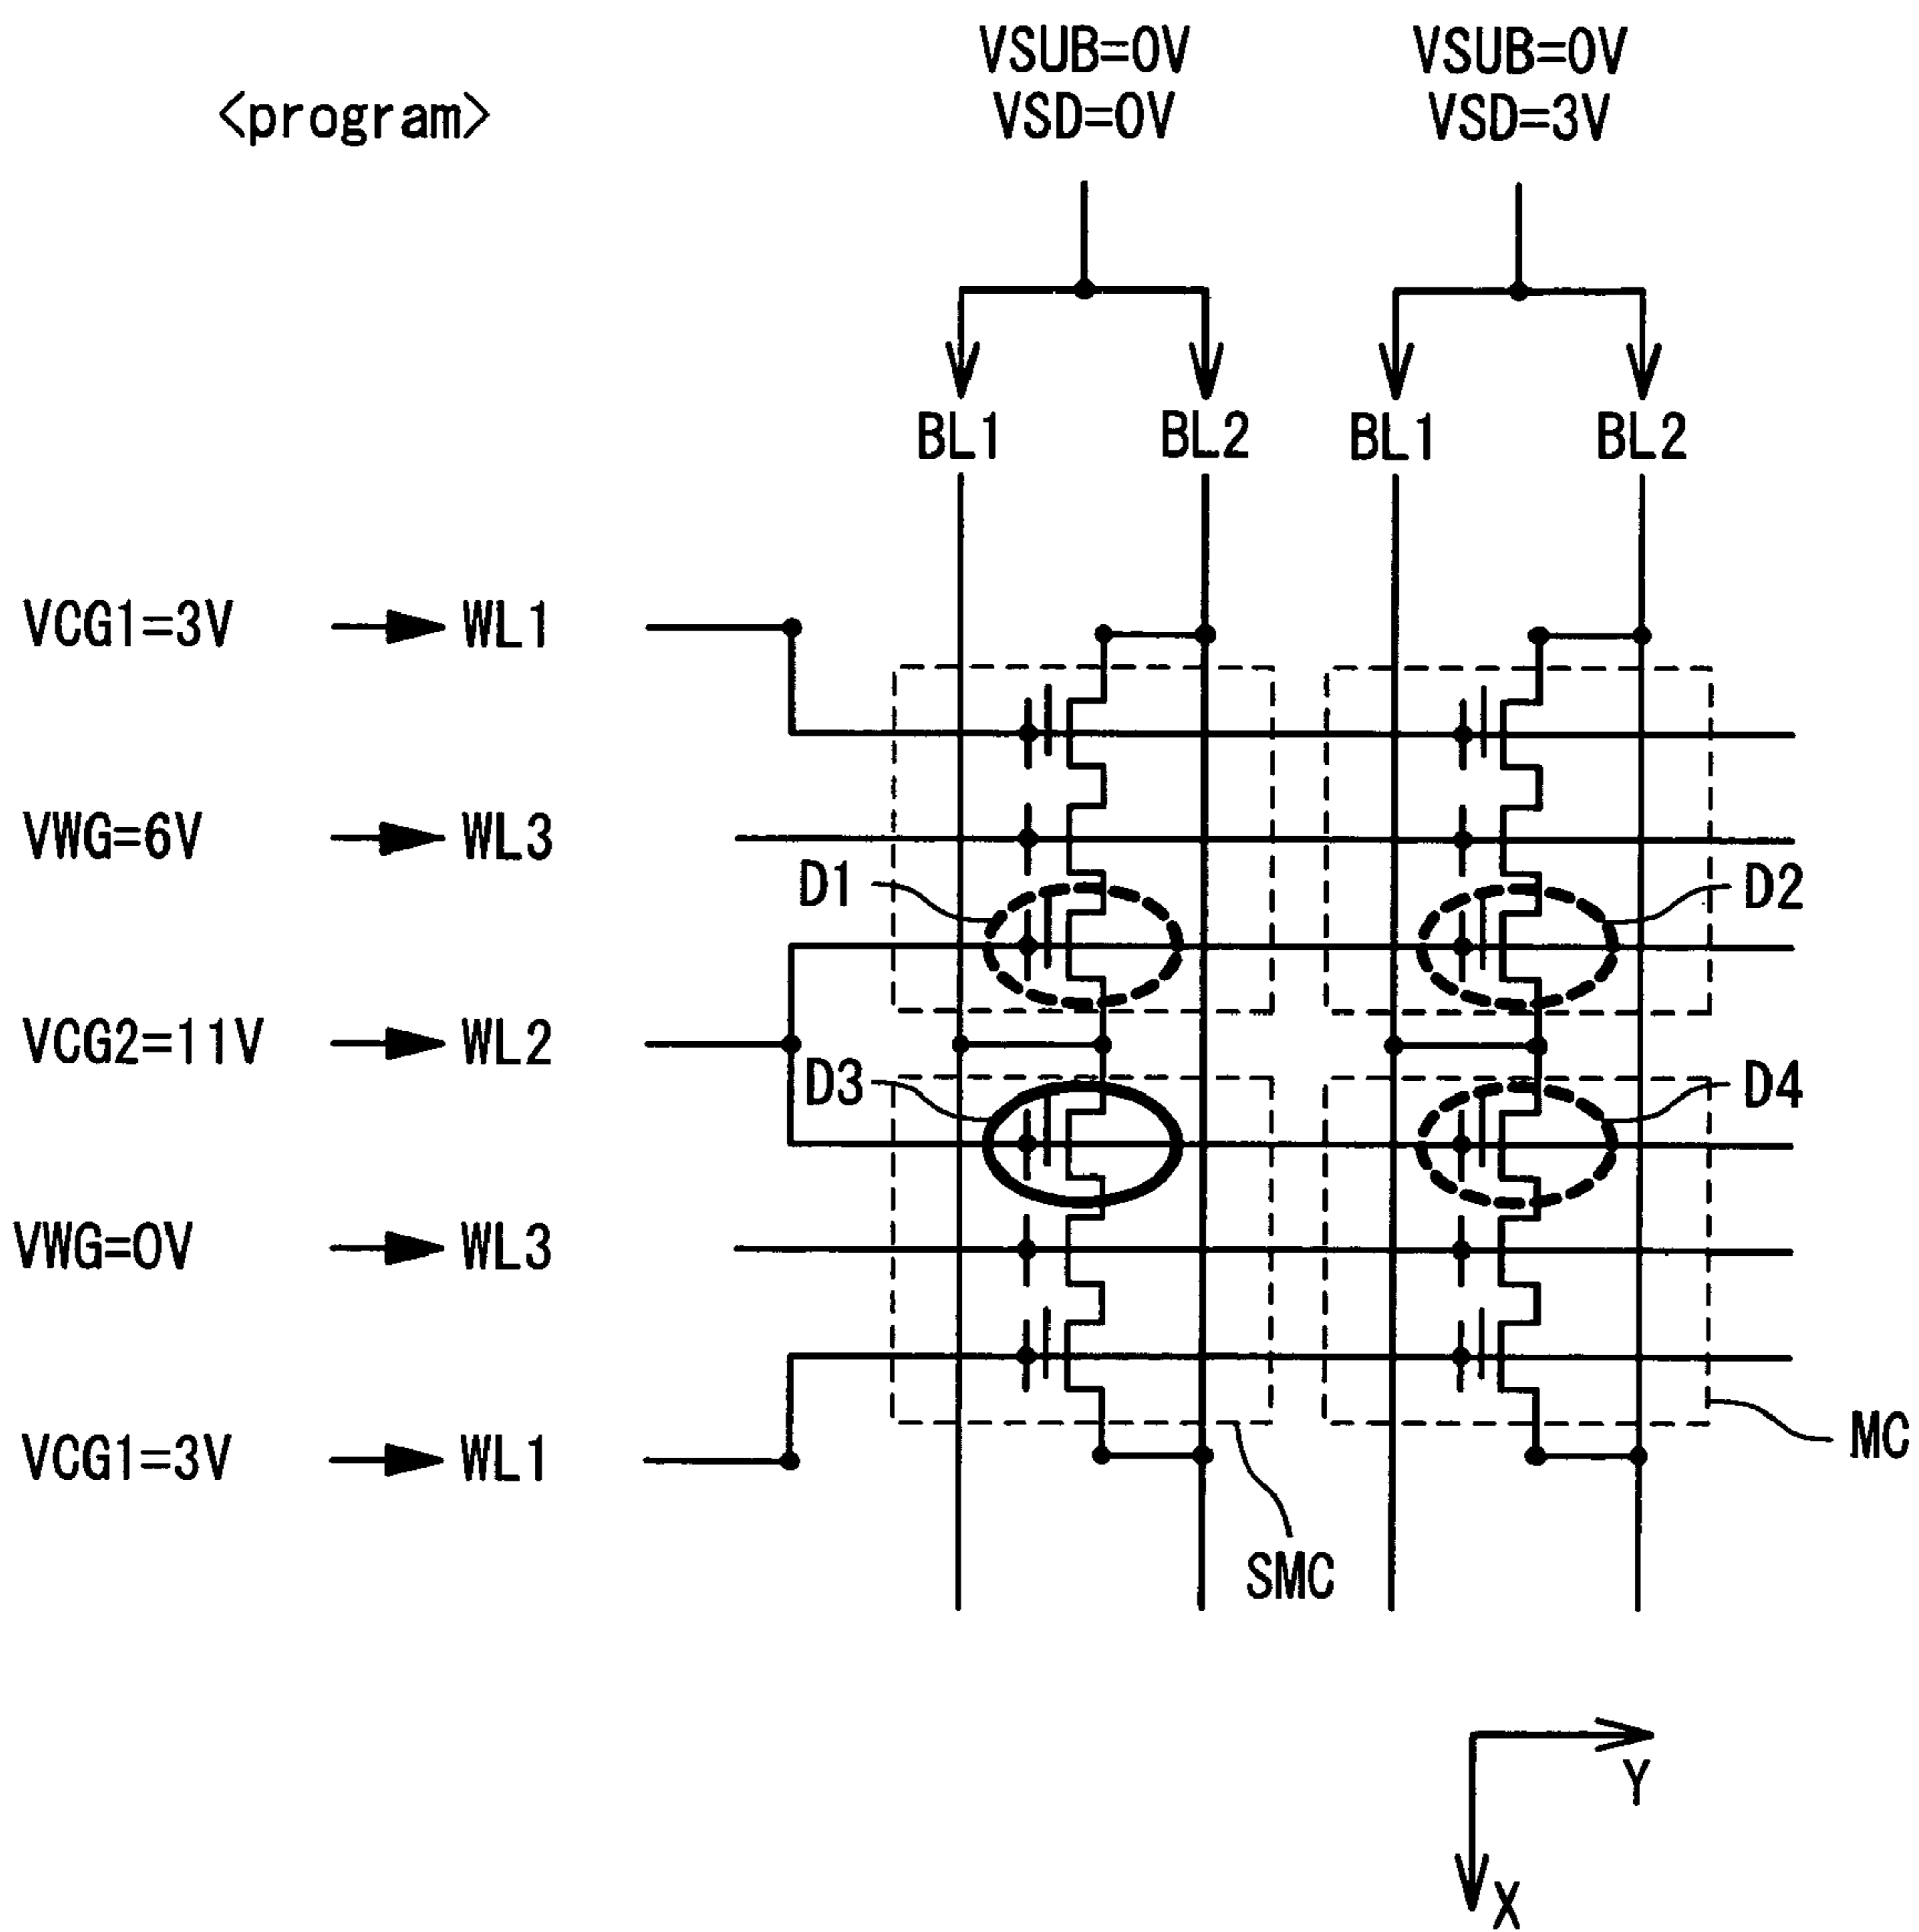 VSUB=0V VSUB=0V
<program> VSD=0V VSD=3V
BL1 BL2 BL1 BL2
VCG1=3V WL1
VWG=6V WL3
D1 D2
VCG2=11V WL2
D3 D4
VWG=0V WL3
VCG1=3V WL1
MC
SMC
Y
X